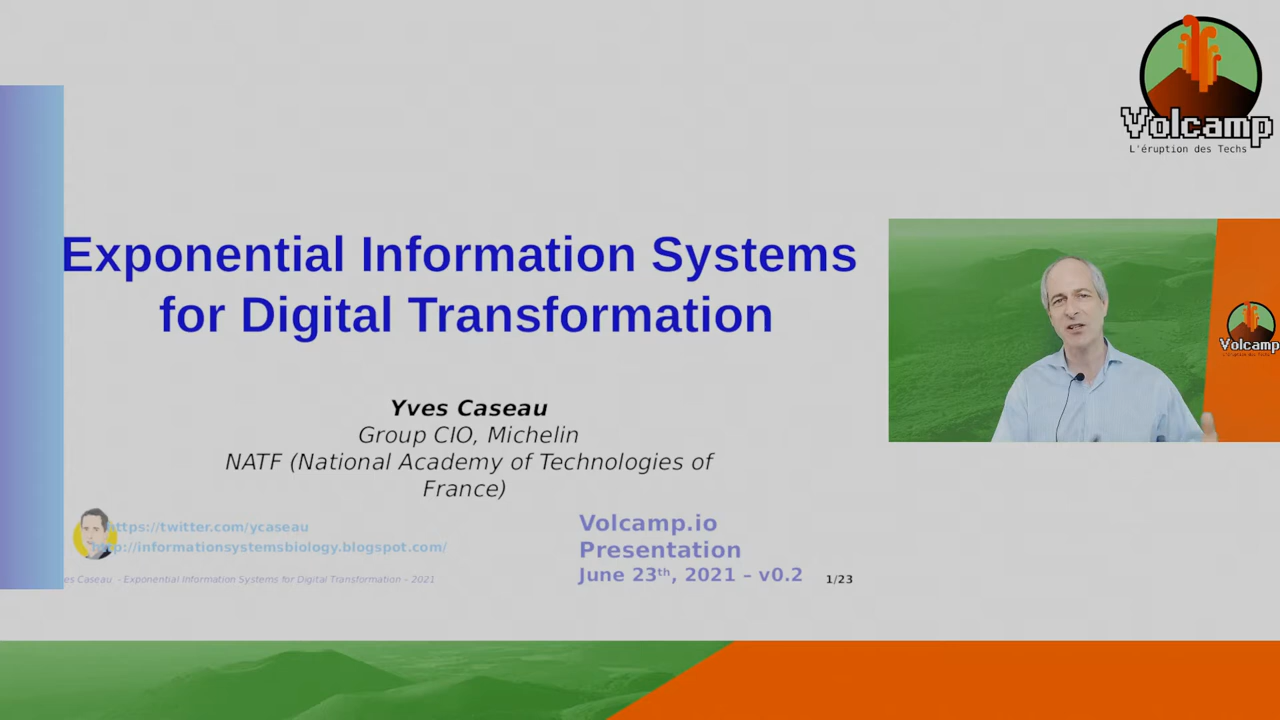 Volcamp
L'éruption des Techs
Exponential Information Systems
for Digital Transformation
Volcamp
Yves Caseau
Group CIO, Michelin
NATF (National Academy of Technologies of
France)
https://twitter.com/ycaseau
http://informationsystemsbiology.blogspot.com/
Volcamp.io
Presentation
June 23th, 2021 – v0.2
es Caseau - Exponential Information Systems for Digital Transformation – 2021
1/23